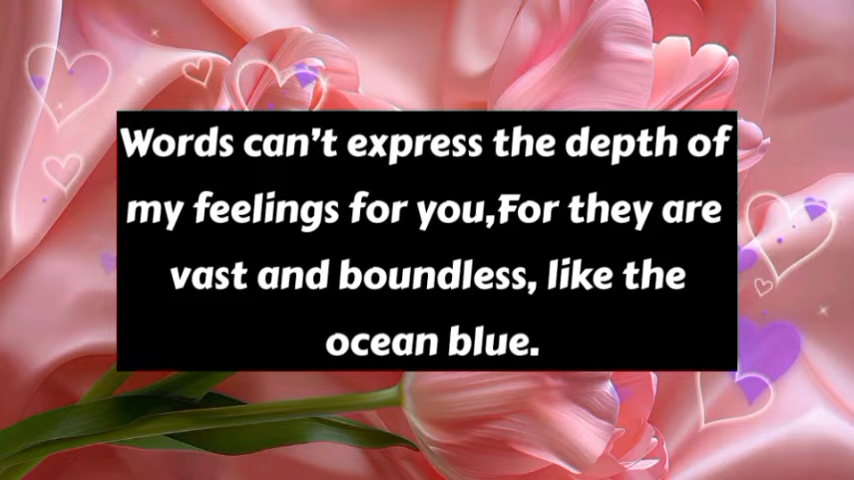 Words can't express the depth of
my feelings for you,For they are
vast and boundless, like the
ocean blue.